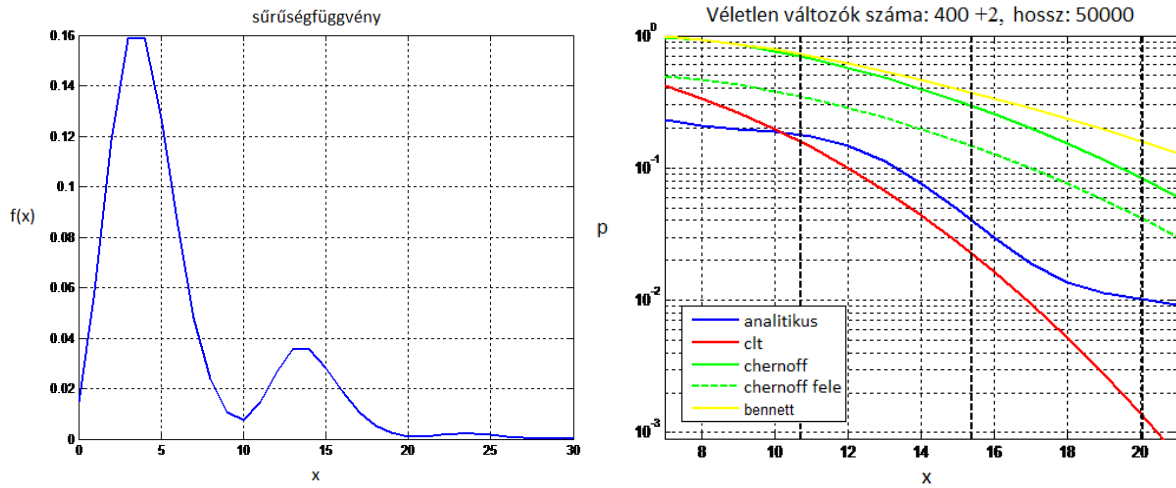 sűrűségfüggvény
0.16
0.14
0.12
0.1
0.08
0.06
0.04
0.02
0
f(x)
0 5 10 15 20 25 30
x
Véletlen változók száma: 400 +2, hossz: 50000
10^0
10^-1
10^-2
10^-3
p
analitikus
clt
chernoff
chernoff fele
bennett
8 10 12 14 16 18 20
x